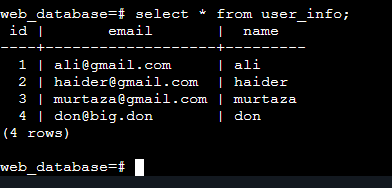 web_database=# select * from user_info;
 id |       email       |  name
----+-------------------+---------
  1 | ali@gmail.com     | ali
  2 | haider@gmail.com  | haider
  3 | murtaza@gmail.com | murtaza
  4 | don@big.don       | don
(4 rows)
web_database=#